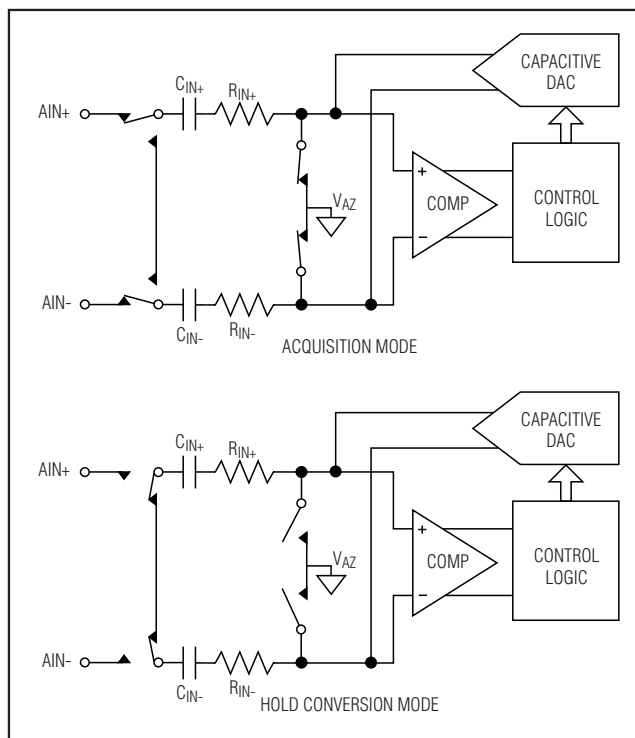 CAPACITIVE
DAC
CIN+
RIN+
AIN+
VAZ
+
COMP
−
CONTROL
LOGIC
AIN-
CIN-
RIN-
ACQUISITION MODE
CAPACITIVE
DAC
CIN+
RIN+
AIN+
VAZ
+
COMP
−
CONTROL
LOGIC
AIN-
CIN-
RIN-
HOLD CONVERSION MODE